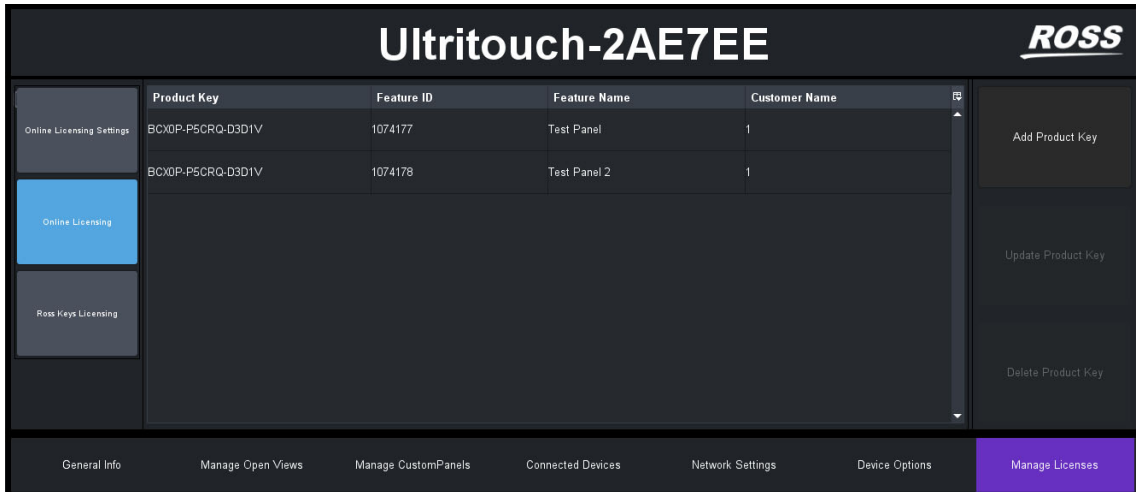 Ultritouch-2AE7EE
ROSS
Online Licensing Settings
Online Licensing
Ross Keys Licensing
Product Key Feature ID Feature Name Customer Name
BCX0P-P5CRQ-D3D1V 1074177 Test Panel 1
BCX0P-P5CRQ-D3D1V 1074178 Test Panel 2 1
Add Product Key
Update Product Key
Delete Product Key
General Info Manage Open Views Manage CustomPanels Connected Devices Network Settings Device Options Manage Licenses